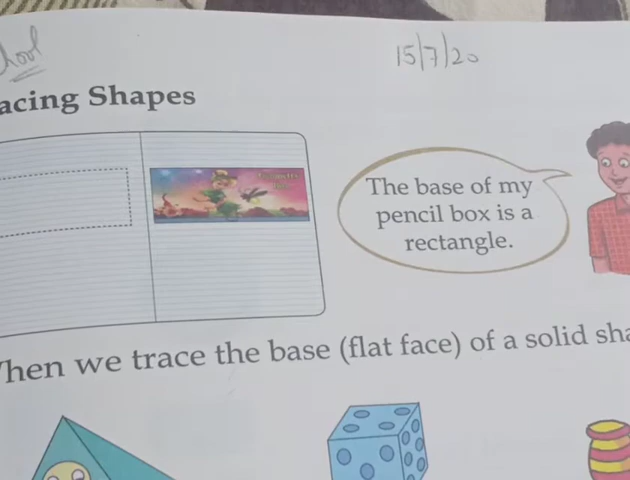 15/7/20
acing Shapes
The base of my
pencil box is a
rectangle.
hen we trace the base (flat face) of a solid sha